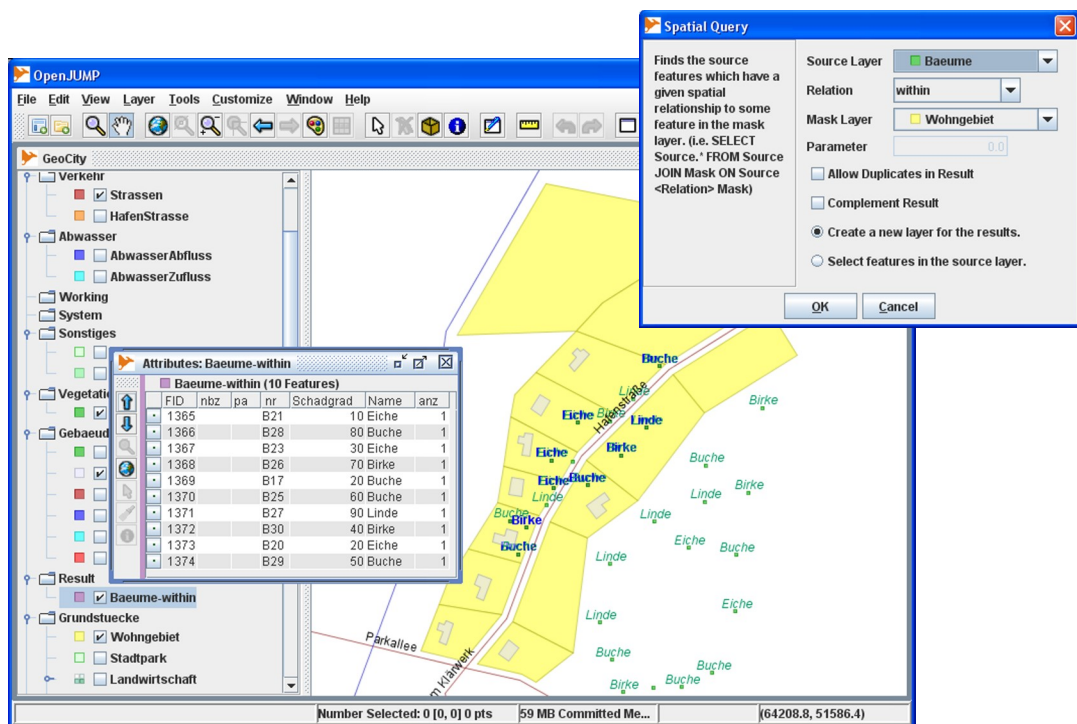 Spatial Query
Finds the source
features which have a
given spatial
relationship to some
feature in the mask
layer. (i.e. SELECT
Source.* FROM Source
JOIN Mask ON Source
<Relation> Mask)
Source Layer Baeume
Relation within
Mask Layer Wohngebiet
Parameter 0.0
Allow Duplicates in Result
Complement Result
Create a new layer for the results.
Select features in the source layer.
OK Cancel
OpenJUMP
File Edit View Layer Tools Customize Window Help
GeoCity
Verkehr
Strassen
HafenStrasse
Abwasser
AbwasserAbfluss
AbwasserZufluss
Working
System
Sonstiges
Vegetati
Gebaeud
Result
Baeume-within
Grundstuecke
Wohngebiet
Stadtpark
Landwirtschaft
Attributes: Baeume-within
Baeume-within (10 Features)
FID nbz pa nr Schadgrad Name anz
1365 B21 10 Eiche 1
1366 B28 80 Buche 1
1367 B23 30 Eiche 1
1368 B26 70 Birke 1
1369 B17 20 Buche 1
1370 B25 60 Buche 1
1371 B27 90 Linde 1
1372 B30 40 Birke 1
1373 B20 20 Eiche 1
1374 B29 50 Buche 1
Buche
Linde
Hafenstraße
Birke
Eiche
Linde
Birke
Eiche
Buche
Eiche
Buche
Birke
Linde
Linde
Buche
Birke
Linde
Eiche
Buche
Buche
Linde
Eiche
Linde
Parkallee
m Klärwerk
Buche
Buche
Buche
Birke
Number Selected: 0 [0, 0] 0 pts 59 MB Committed Me... (64208.8, 51586.4)